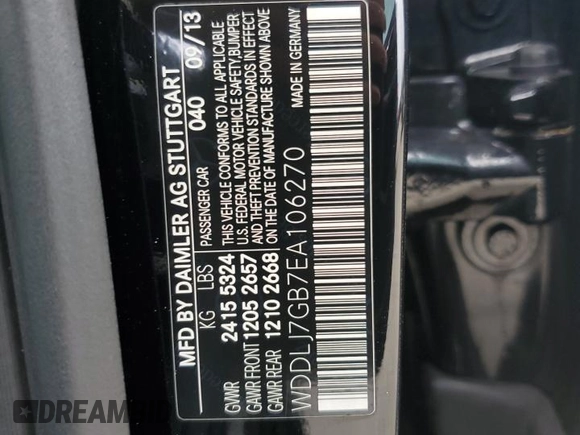 MFD BY DAIMLER AG STUTTGART
040 09/13
KG LBS PASSENGER CAR
GVWR 2415 5324
GAWR FRONT 1205 2657
GAWR REAR 1210 2668
THIS VEHICLE CONFORMS TO ALL APPLICABLE
U.S. FEDERAL MOTOR VEHICLE SAFETY, BUMPER
AND THEFT PREVENTION STANDARDS IN EFFECT
ON THE DATE OF MANUFACTURE SHOWN ABOVE
MADE IN GERMANY
WDDLJ7GB7EA106270
DREAMBID